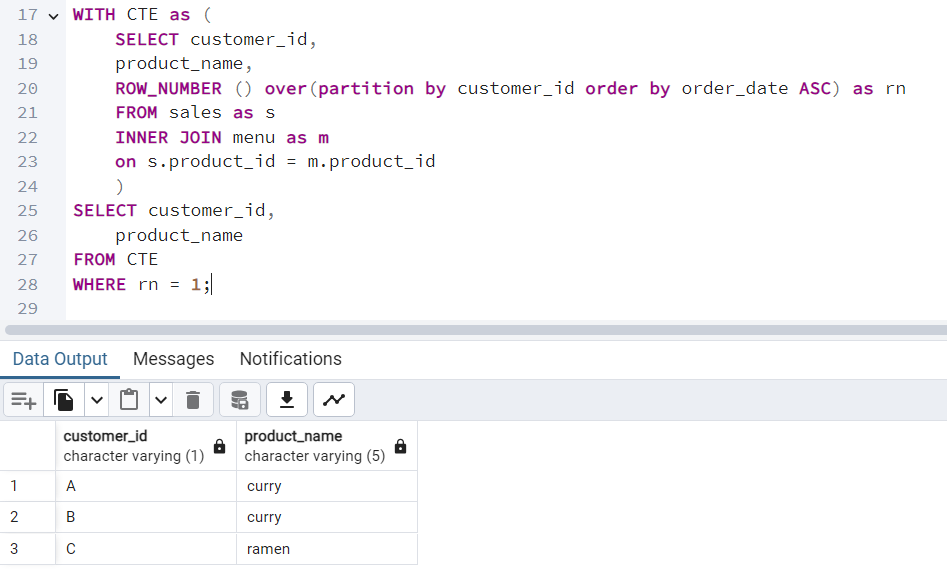 17 WITH CTE as (
18 SELECT customer_id,
19 product_name,
20 ROW_NUMBER () over(partition by customer_id order by order_date ASC) as rn
21 FROM sales as s
22 INNER JOIN menu as m
23 on s.product_id = m.product_id
24 )
25 SELECT customer_id,
26 product_name
27 FROM CTE
28 WHERE rn = 1;
29
Data Output Messages Notifications
customer_id product_name
character varying (1) character varying (5)
1 A curry
2 B curry
3 C ramen